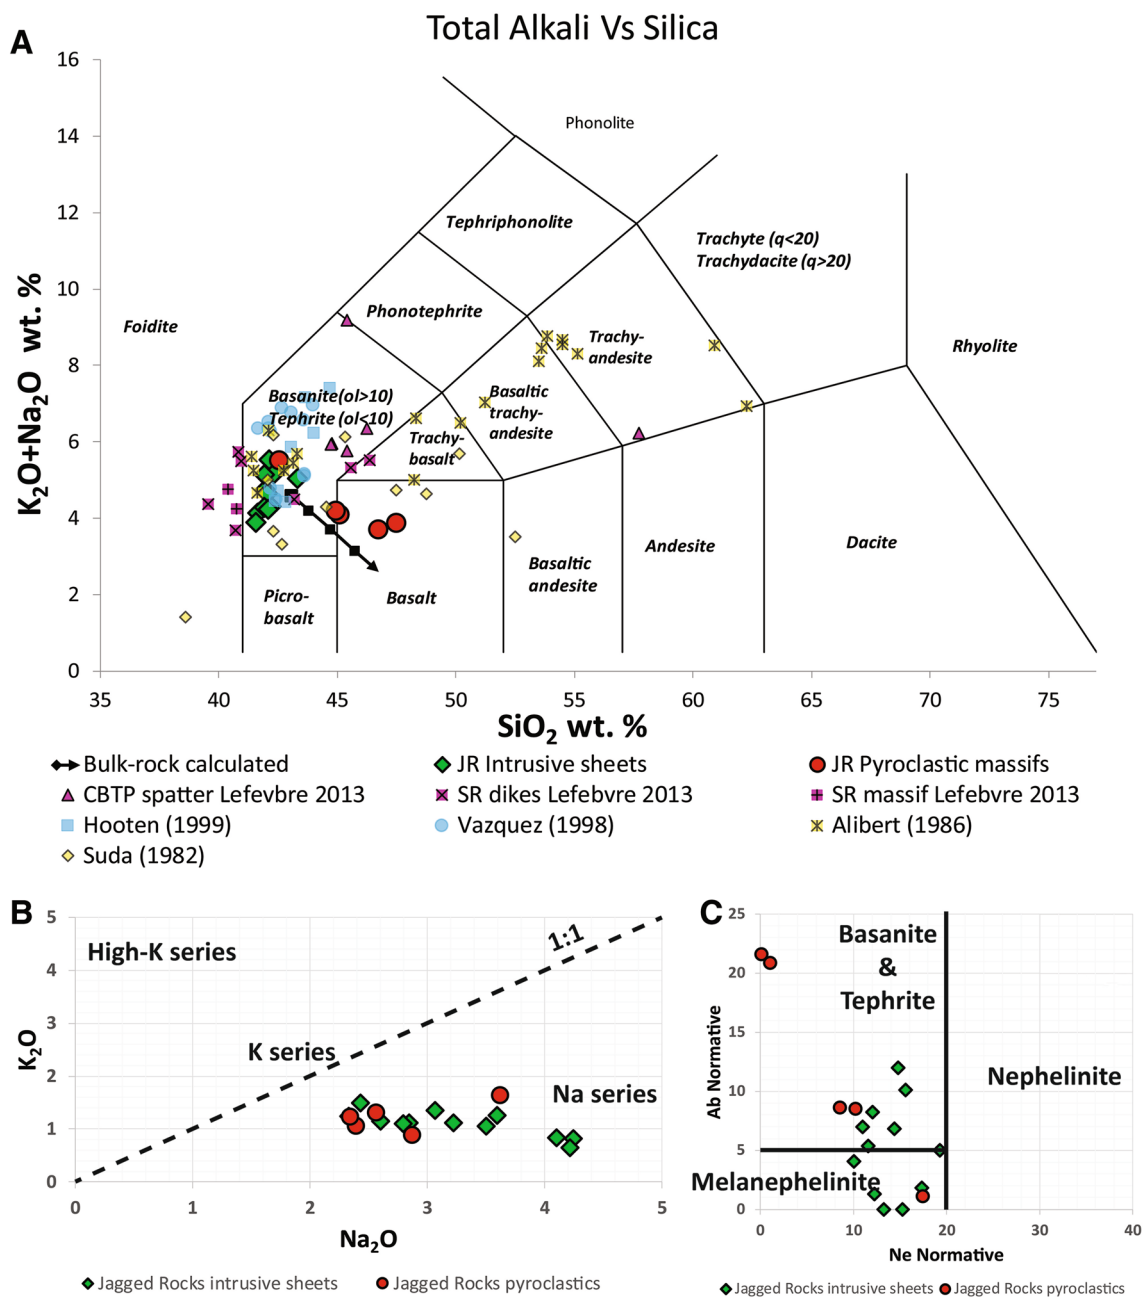 Total Alkali Vs Silica
A
16
14
12
10
8
6
4
2
0
K2O+Na2O wt. %
Phonolite
Tephriphonolite
Trachyte (q<20)
Trachydacite (q>20)
Phonotephrite
Foidite
Trachy-
andesite
Rhyolite
Basanite(ol>10)
Tephrite (ol<10)
Basaltic
trachy-
andesite
Trachy-
basalt
Andesite
Dacite
Basaltic
andesite
Picro-
basalt
Basalt
35 40 45 50 55 60 65 70 75
SiO2 wt. %
Bulk-rock calculated JR Intrusive sheets JR Pyroclastic massifs
CBTP spatter Lefevbre 2013 SR dikes Lefebvre 2013 SR massif Lefebvre 2013
Hooten (1999) Vazquez (1998) Alibert (1986)
Suda (1982)
B
5
4
3
2
1
0
K2O
High-K series
1:1
K series
Na series
0 1 2 3 4 5
Na2O
Jagged Rocks intrusive sheets Jagged Rocks pyroclastics
C
25
20
15
10
5
0
Ab Normative
Basanite
&
Tephrite
Nephelinite
Melanephelinite
0 10 20 30 40
Ne Normative
Jagged Rocks intrusive sheets Jagged Rocks pyroclastics